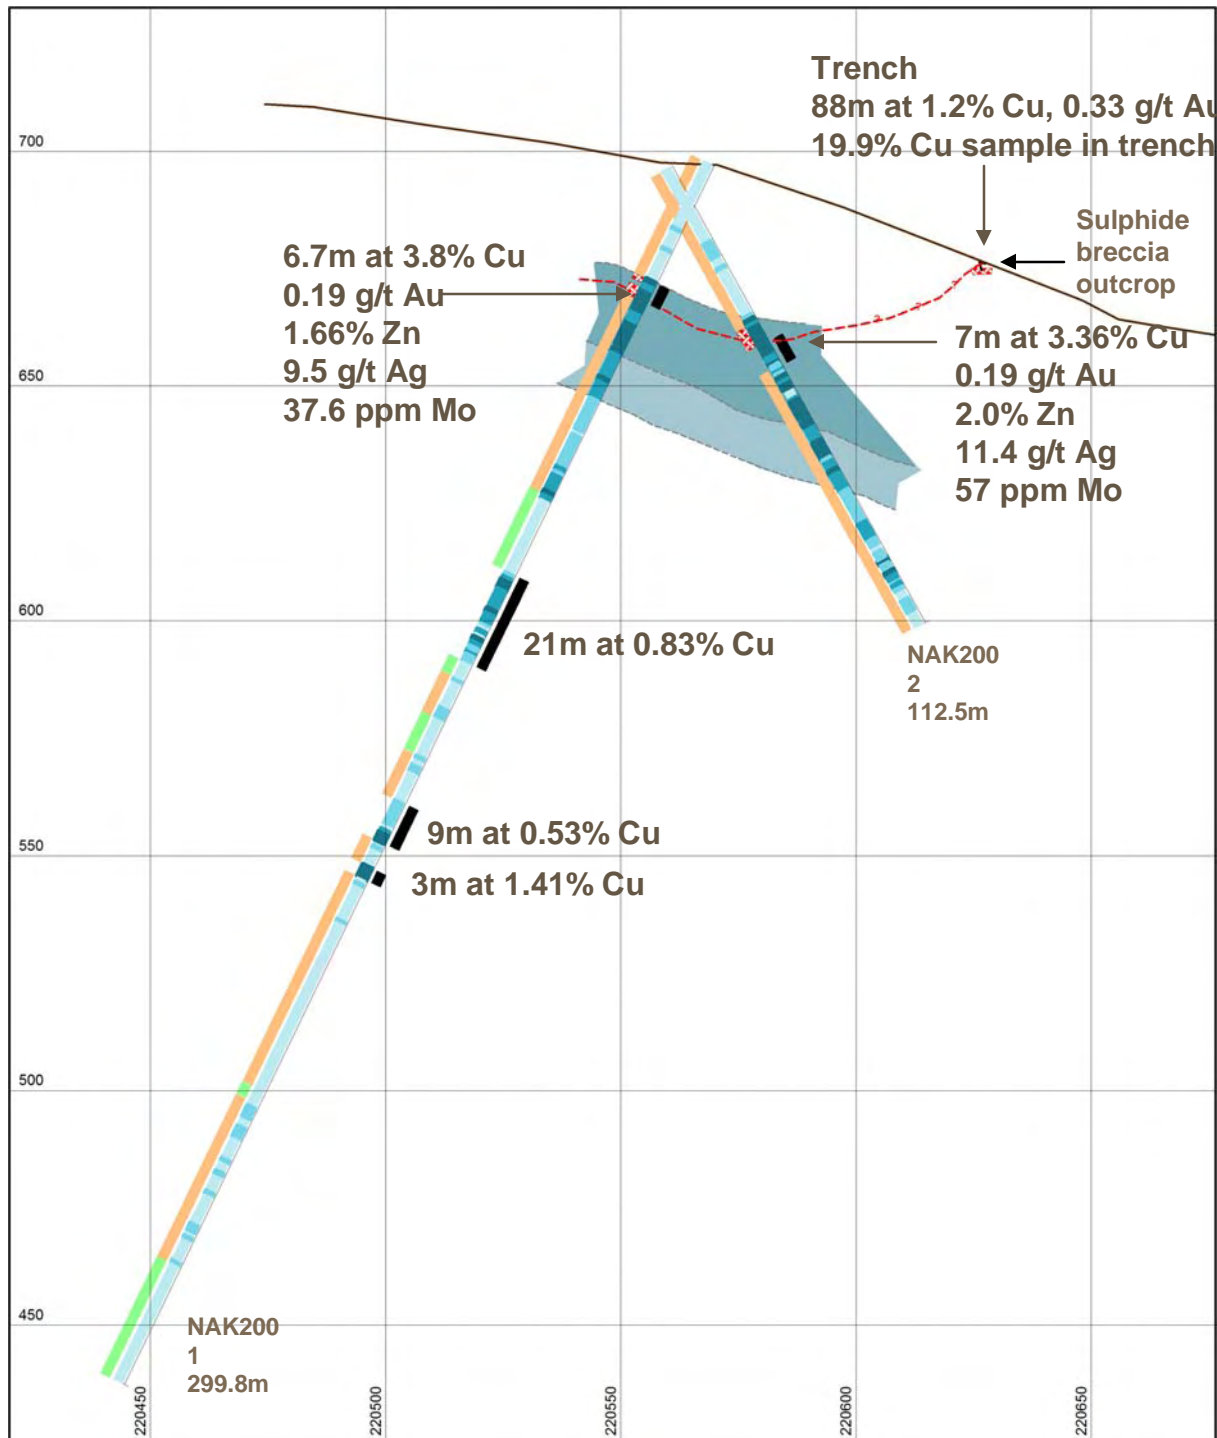 Trench
88m at 1.2% Cu, 0.33 g/t Au
19.9% Cu sample in trench
700
Sulphide
breccia
outcrop
6.7m at 3.8% Cu
0.19 g/t Au
1.66% Zn
9.5 g/t Ag
37.6 ppm Mo
7m at 3.36% Cu
0.19 g/t Au
2.0% Zn
11.4 g/t Ag
57 ppm Mo
650
600
21m at 0.83% Cu
NAK200
2
112.5m
9m at 0.53% Cu
550
3m at 1.41% Cu
500
450
NAK200
1
299.8m
220450
220500
220550
220600
220650